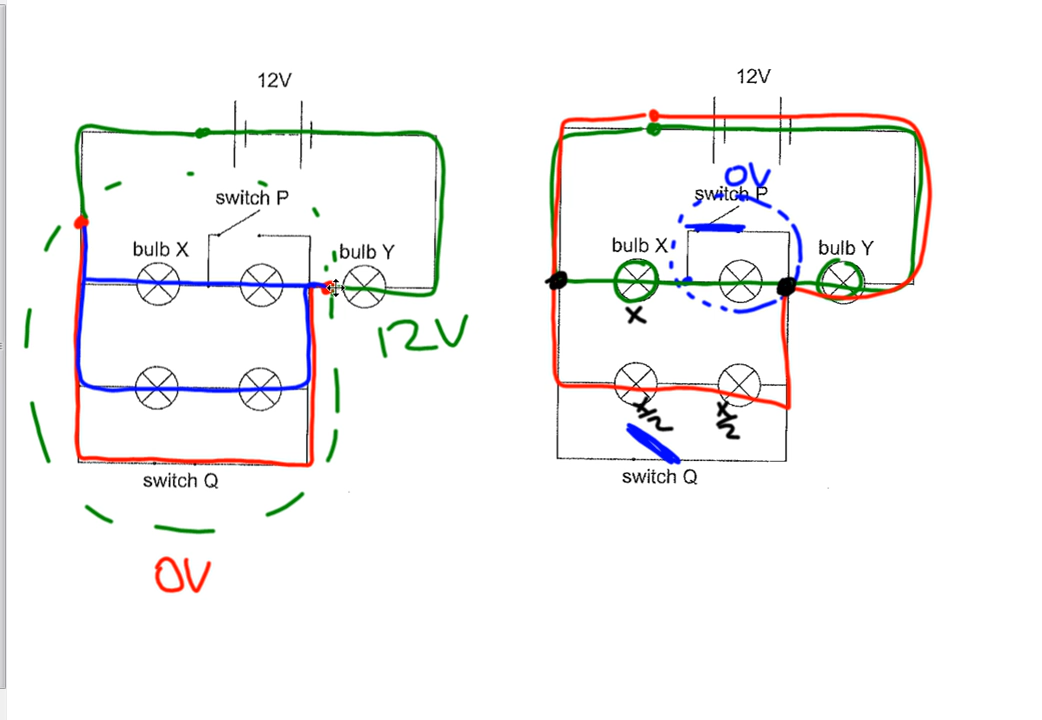 12V
switch P
bulb X
bulb Y
12V
switch Q
0V
12V
0V
switch P
bulb X
bulb Y
X
X/2
X/2
switch Q